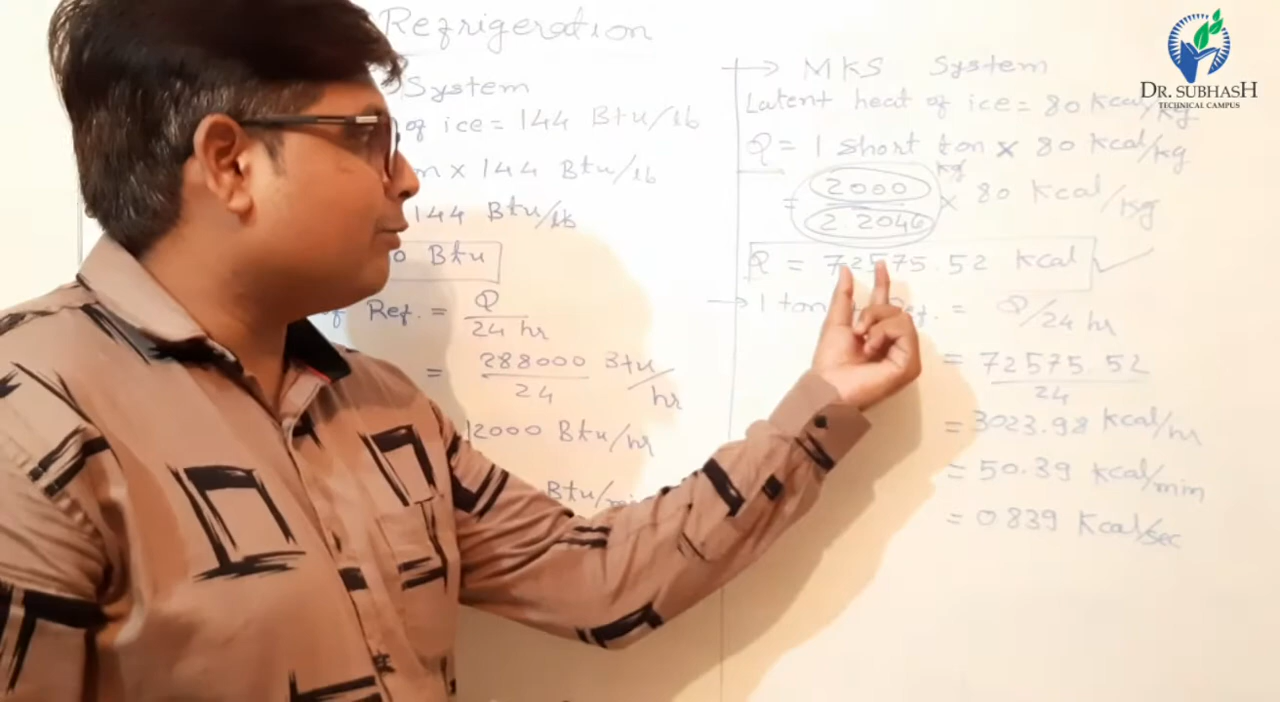 Refrigeration
System
of ice = 144 Btu/lb
x 144 Btu/lb
144 Btu/lb
0 Btu
Ref. = Q
24 hr
= 288000 Btu/hr
24
12000 Btu/hr
Btu/min
→ MKS System
Latent heat of ice = 80 Kcal/kg
Q = 1 short ton x 80 Kcal/kg
= 2000 kg x 80 Kcal/kg
2.2046
Q = 72575.52 Kcal ✓
→ 1 ton Ref. = Q/24 hr
= 72575.52
24
= 3023.98 Kcal/hr
= 50.39 Kcal/min
= 0.839 Kcal/sec
DR. SUBHASH
TECHNICAL CAMPUS